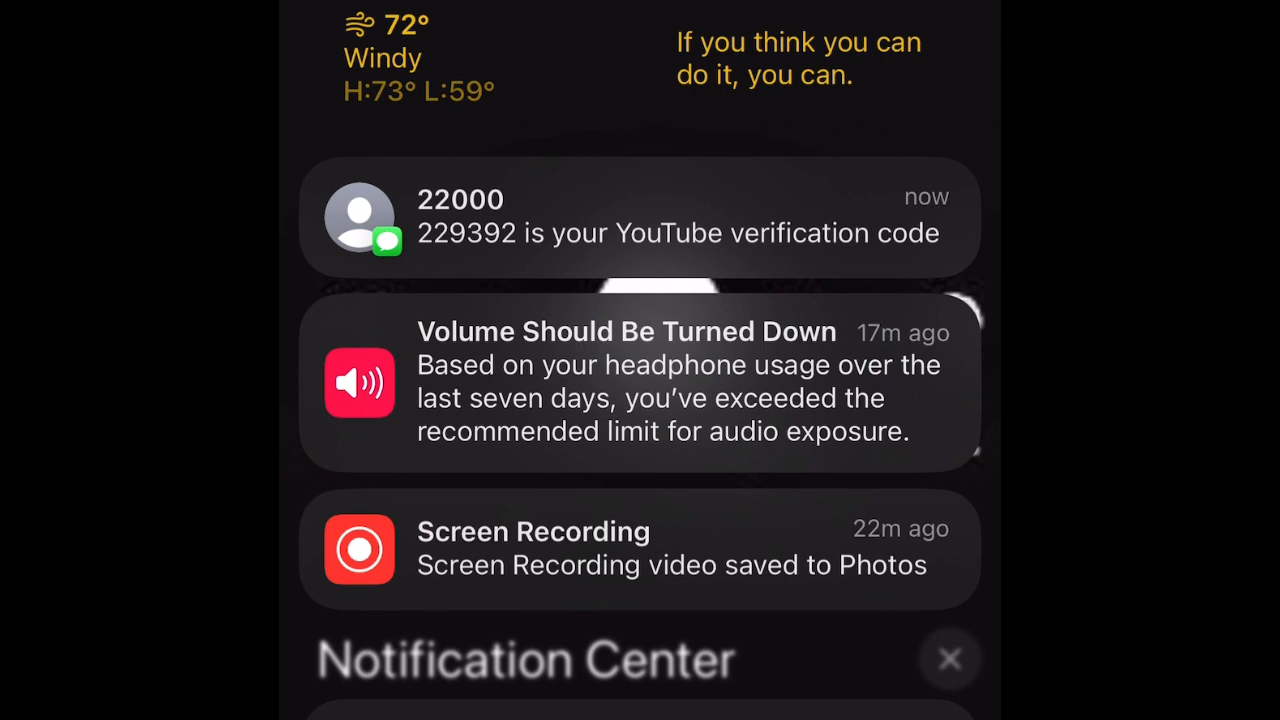 72°
Windy
H:73° L:59°
If you think you can
do it, you can.
22000
now
229392 is your YouTube verification code
Volume Should Be Turned Down
17m ago
Based on your headphone usage over the
last seven days, you’ve exceeded the
recommended limit for audio exposure.
Screen Recording
22m ago
Screen Recording video saved to Photos
Notification Center